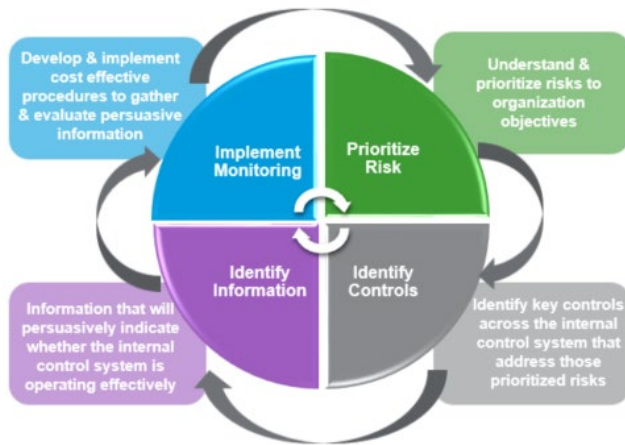 Develop & implement
cost effective
procedures to gather
& evaluate persuasive
information
Understand &
prioritize risks to
organization
objectives
Implement
Monitoring
Prioritize
Risk
Identify
Information
Identify
Controls
Information that will
persuasively indicate
whether the internal
control system is
operating effectively
Identify key controls
across the internal
control system that
address those
prioritized risks